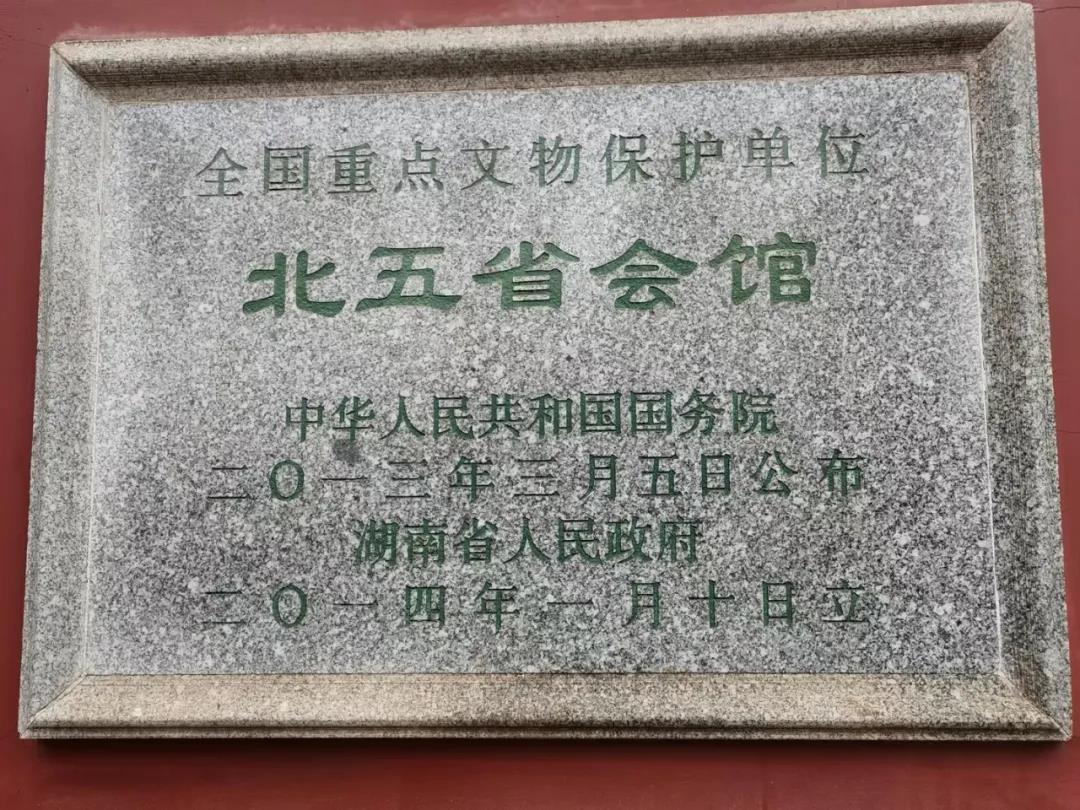 全国重点文物保护单位
北五省会馆
中华人民共和国国务院
二〇一三年三月五日公布
湖南省人民政府
二〇一四年一月十日立